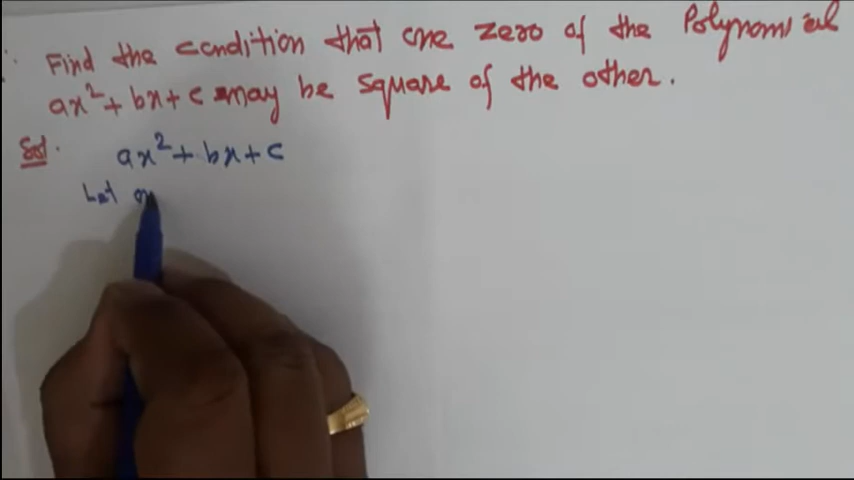 Find the condition that one zero of the Polynomial
ax²+bx+c may be square of the other.
Sol.
ax²+bx+c
Let